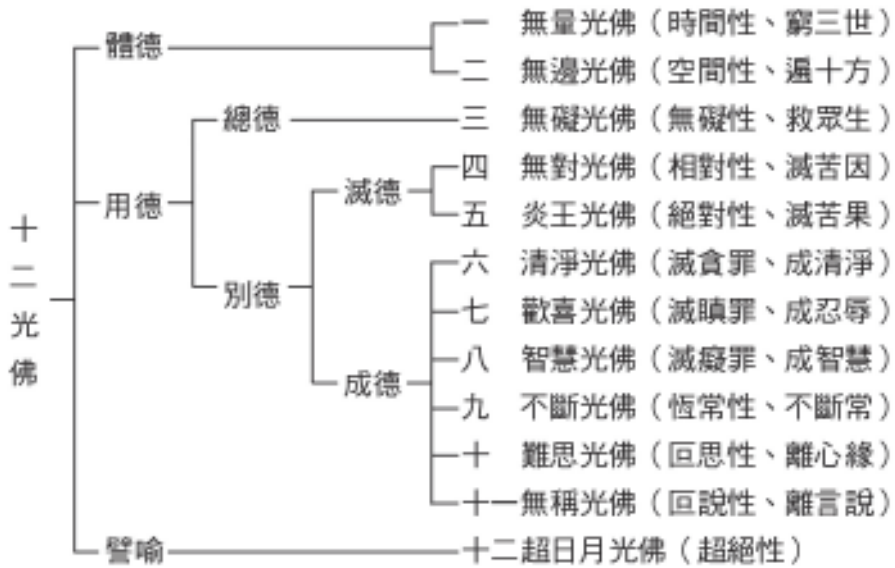 十二光佛
體德
一 無量光佛（時間性、窮三世）
二 無邊光佛（空間性、遍十方）
用德
總德
三 無礙光佛（無礙性、救眾生）
別德
滅德
四 無對光佛（相對性、滅苦因）
五 炎王光佛（絕對性、滅苦果）
成德
六 清淨光佛（滅貪罪、成清淨）
七 歡喜光佛（滅瞋罪、成忍辱）
八 智慧光佛（滅癡罪、成智慧）
九 不斷光佛（恆常性、不斷常）
十 難思光佛（叵思性、離心緣）
十一無稱光佛（叵說性、離言說）
譬喻
十二超日月光佛（超絕性）